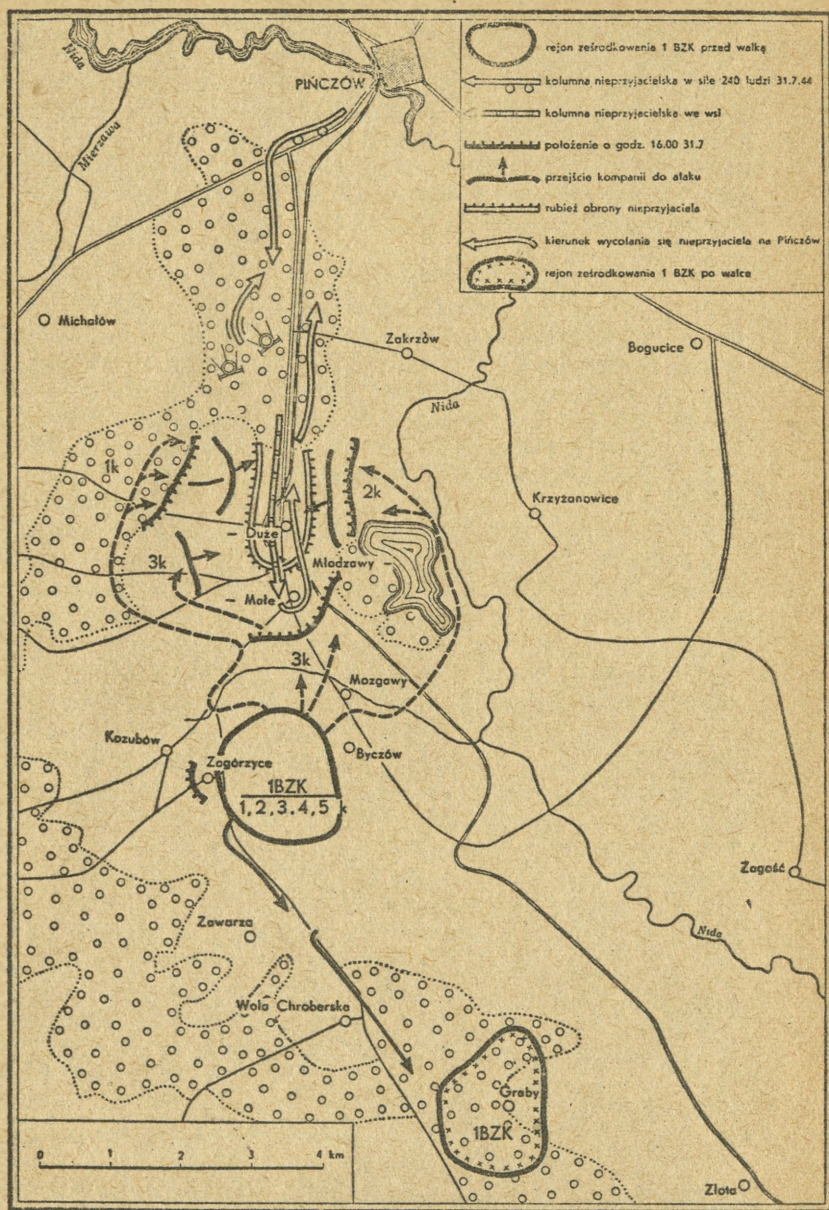 Nida
Mierzawa
PIŃCZÓW
rejon ześrodkowania 1 BZK przed walką
kolumna nieprzyjacielska w sile 240 ludzi 31.7.44
kolumna nieprzyjacielska we wsi
położenie o godz. 16.00 31.7
przejście kompanii do ataku
rubież obrony nieprzyjaciela
kierunek wycofania się nieprzyjaciela na Pińczów
rejon ześrodkowania 1 BZK po walce
Michałów
Zakrzów
Bogucice
Nida
1k
2k
Krzyżanowice
- Duże
3k
Młodzawy -
- Małe
3k
Mozgawy
Kozubów
Byczów
Zagórzyce
1BZK
1,2,3.4,5 k
Zagość
Zawarza
Nida
Wola Chroberska
Graby
1BZK
0 1 2 3 4 km
Złota